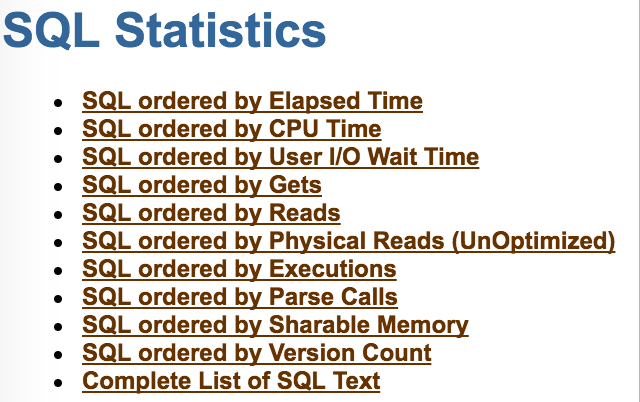 SQL Statistics
SQL ordered by Elapsed Time
SQL ordered by CPU Time
SQL ordered by User I/O Wait Time
SQL ordered by Gets
SQL ordered by Reads
SQL ordered by Physical Reads (UnOptimized)
SQL ordered by Executions
SQL ordered by Parse Calls
SQL ordered by Sharable Memory
SQL ordered by Version Count
Complete List of SQL Text